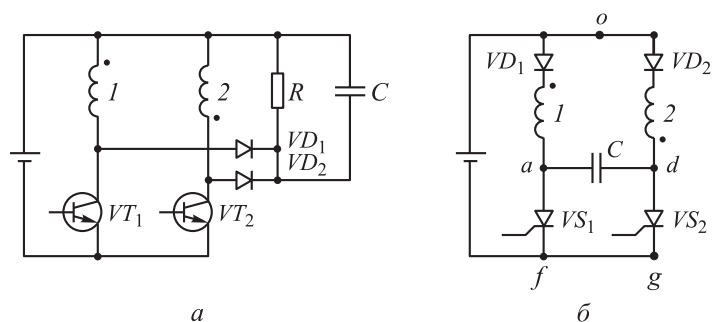 o
VD₁ VD₂
1 2 R C 1 2
VD₁
VD₂
a C d
VT₁ VT₂ VS₁ VS₂
f g
а б